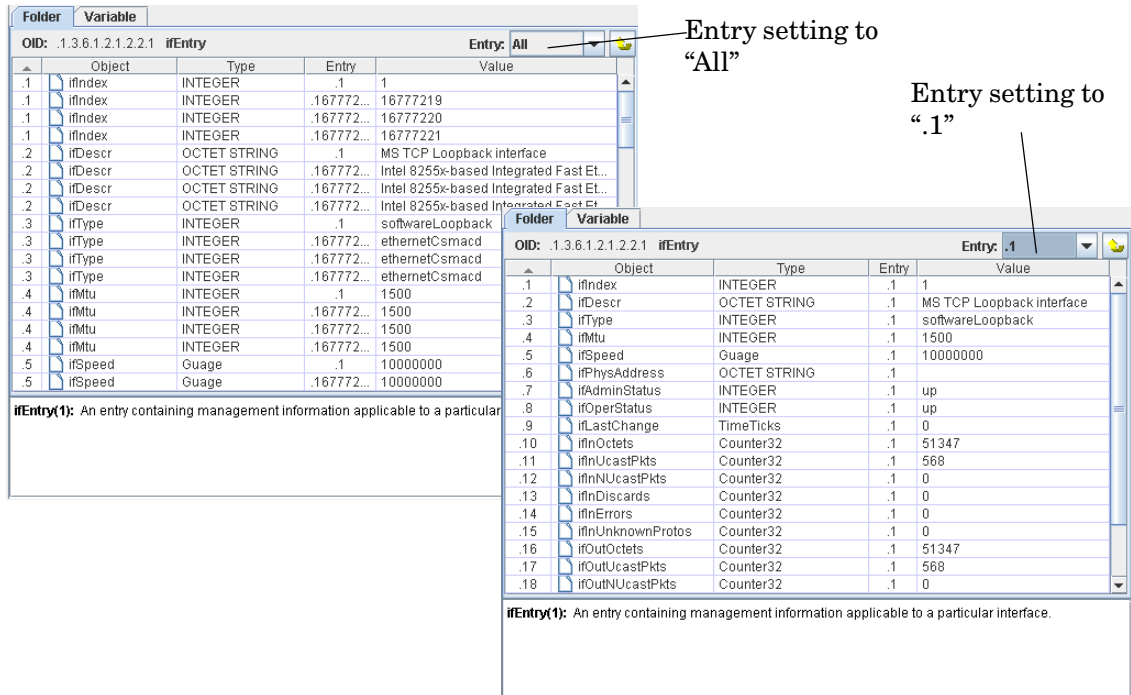 Folder Variable
OID: .1.3.6.1.2.1.2.2.1 ifEntry Entry: All
Object Type Entry Value
.1 ifIndex INTEGER .1 1
.1 ifIndex INTEGER .167772... 16777219
.1 ifIndex INTEGER .167772... 16777220
.1 ifIndex INTEGER .167772... 16777221
.2 ifDescr OCTET STRING .1 MS TCP Loopback interface
.2 ifDescr OCTET STRING .167772... Intel 8255x-based Integrated Fast Et...
.2 ifDescr OCTET STRING .167772... Intel 8255x-based Integrated Fast Et...
.2 ifDescr OCTET STRING .167772... Intel 8255x-based Integrated Fast Et...
.3 ifType INTEGER .1 softwareLoopback
.3 ifType INTEGER .167772... ethernetCsmacd
.3 ifType INTEGER .167772... ethernetCsmacd
.3 ifType INTEGER .167772... ethernetCsmacd
.4 ifMtu INTEGER .1 1500
.4 ifMtu INTEGER .167772... 1500
.4 ifMtu INTEGER .167772... 1500
.4 ifMtu INTEGER .167772... 1500
.5 ifSpeed Guage .1 10000000
.5 ifSpeed Guage .167772... 10000000
ifEntry(1): An entry containing management information applicable to a particular
Entry setting to
“All”
Entry setting to
“.1”
Folder Variable
OID: .1.3.6.1.2.1.2.2.1 ifEntry Entry: .1
Object Type Entry Value
.1 ifIndex INTEGER .1 1
.2 ifDescr OCTET STRING .1 MS TCP Loopback interface
.3 ifType INTEGER .1 softwareLoopback
.4 ifMtu INTEGER .1 1500
.5 ifSpeed Guage .1 10000000
.6 ifPhysAddress OCTET STRING .1
.7 ifAdminStatus INTEGER .1 up
.8 ifOperStatus INTEGER .1 up
.9 ifLastChange TimeTicks .1 0
.10 ifInOctets Counter32 .1 51347
.11 ifInUcastPkts Counter32 .1 568
.12 ifInNUcastPkts Counter32 .1 0
.13 ifInDiscards Counter32 .1 0
.14 ifInErrors Counter32 .1 0
.15 ifInUnknownProtos Counter32 .1 0
.16 ifOutOctets Counter32 .1 51347
.17 ifOutUcastPkts Counter32 .1 568
.18 ifOutNUcastPkts Counter32 .1 0
ifEntry(1): An entry containing management information applicable to a particular interface.